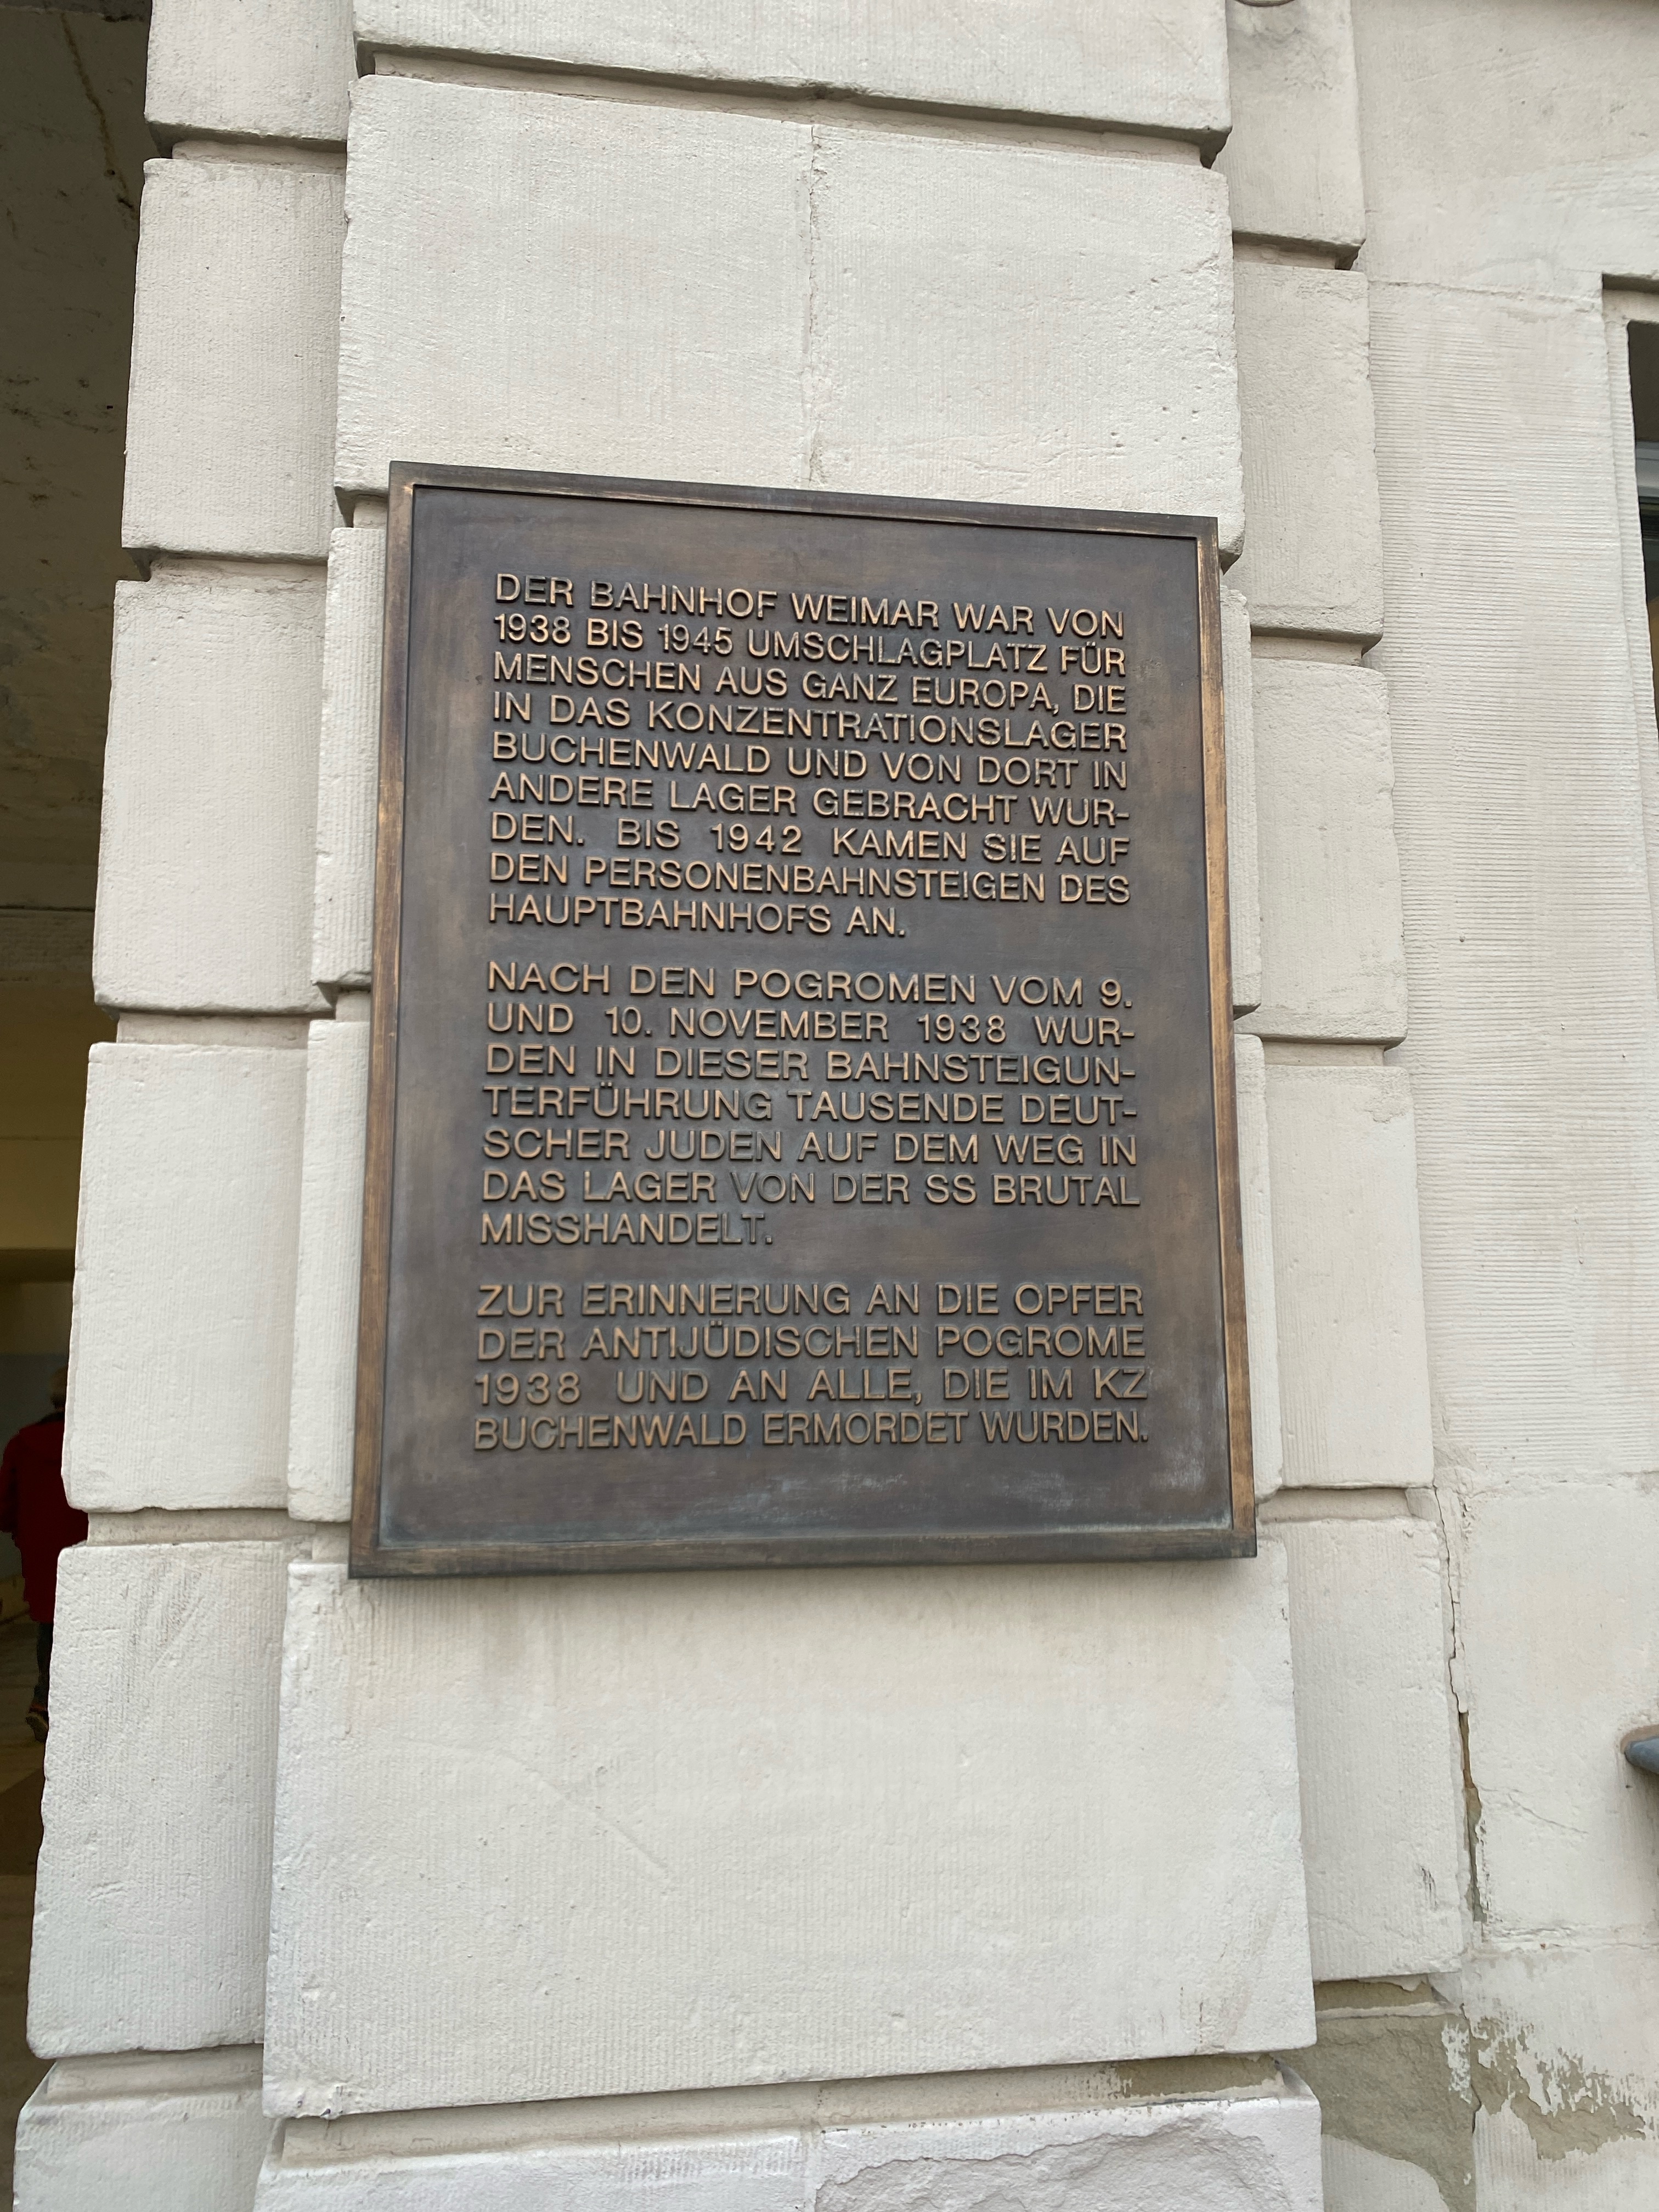 DER BAHNHOF WEIMAR WAR VON
1938 BIS 1945 UMSCHLAGPLATZ FÜR
MENSCHEN AUS GANZ EUROPA, DIE
IN DAS KONZENTRATIONSLAGER
BUCHENWALD UND VON DORT IN
ANDERE LAGER GEBRACHT WUR-
DEN. BIS 1942 KAMEN SIE AUF
DEN PERSONENBAHNSTEIGEN DES
HAUPTBAHNHOFS AN.
NACH DEN POGROMEN VOM 9.
UND 10. NOVEMBER 1938 WUR-
DEN IN DIESER BAHNSTEIGUN-
TERFÜHRUNG TAUSENDE DEUT-
SCHER JUDEN AUF DEM WEG IN
DAS LAGER VON DER SS BRUTAL
MISSHANDELT.
ZUR ERINNERUNG AN DIE OPFER
DER ANTIJÜDISCHEN POGROME
1938 UND AN ALLE, DIE IM KZ
BUCHENWALD ERMORDET WURDEN.